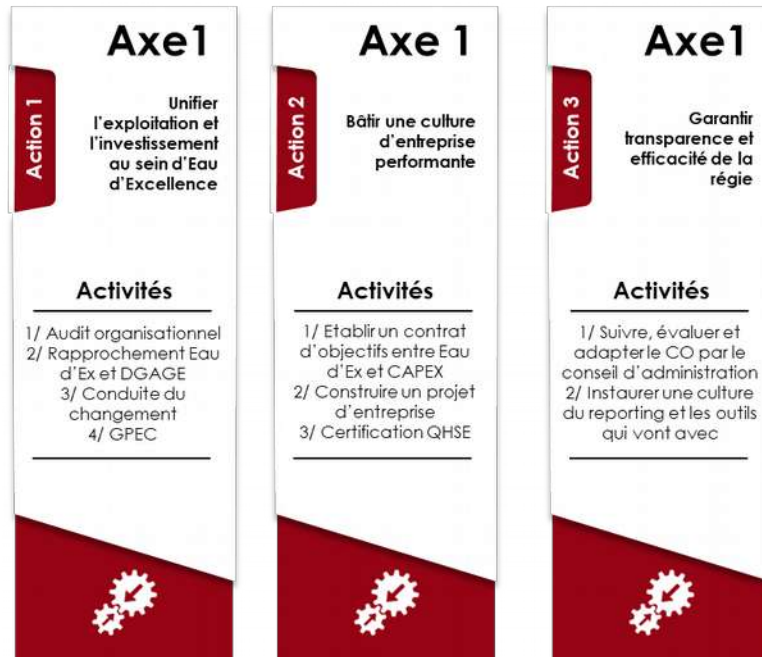 Axe1
Action 1
Unifier
l'exploitation et
l'investissement
au sein d'Eau
d'Excellence
Activités
1/ Audit organisationnel
2/ Rapprochement Eau
d'Ex et DGAGE
3/ Conduite du
changement
4/ GPEC
Axe 1
Action 2
Bâtir une culture
d'entreprise
performante
Activités
1/ Etablir un contrat
d'objectifs entre Eau
d'Ex et CAPEX
2/ Construire un projet
d'entreprise
3/ Certification QHSE
Axe1
Action 3
Garantir
transparence et
efficacité de la
régie
Activités
1/ Suivre, évaluer et
adapter le CO par le
conseil d'administration
2/ Instaurer une culture
du reporting et les outils
qui vont avec